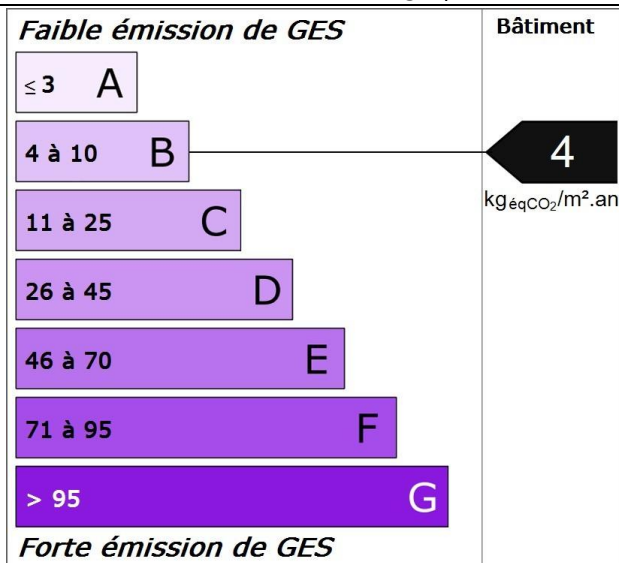 Faible émission de GES
Bâtiment
≤ 3 A
4 à 10 B
4
kgéqCO₂/m².an
11 à 25 C
26 à 45 D
46 à 70 E
71 à 95 F
> 95 G
Forte émission de GES